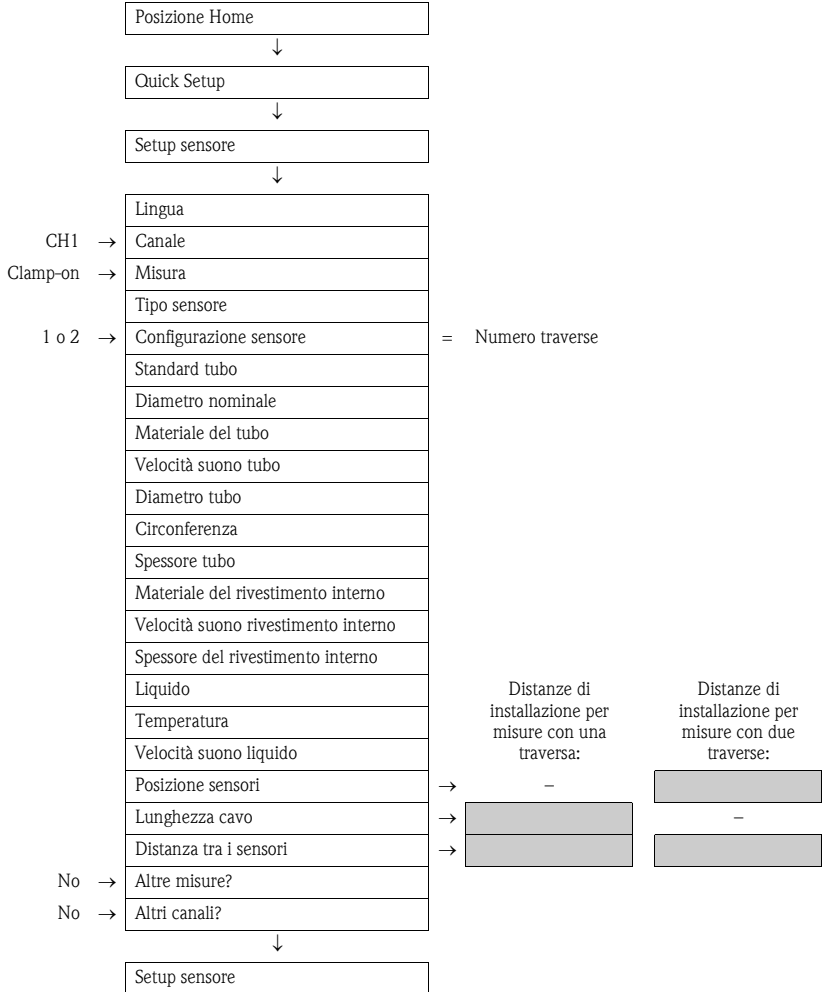 Posizione Home
↓
Quick Setup
↓
Setup sensore
↓
Lingua
CH1 → Canale
Clamp-on → Misura
Tipo sensore
1 o 2 → Configurazione sensore = Numero traverse
Standard tubo
Diametro nominale
Materiale del tubo
Velocità suono tubo
Diametro tubo
Circonferenza
Spessore tubo
Materiale del rivestimento interno
Velocità suono rivestimento interno
Spessore del rivestimento interno
Liquido
Temperatura
Velocità suono liquido
Distanze di
installazione per
misure con una
traversa:
Distanze di
installazione per
misure con due
traverse:
Posizione sensori → –
Lunghezza cavo → –
Distanza tra i sensori →
No → Altre misure?
No → Altri canali?
↓
Setup sensore